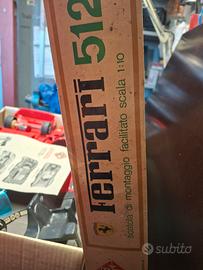 Ferrari 512
scatola di montaggio facilitato scala 1:10
subito